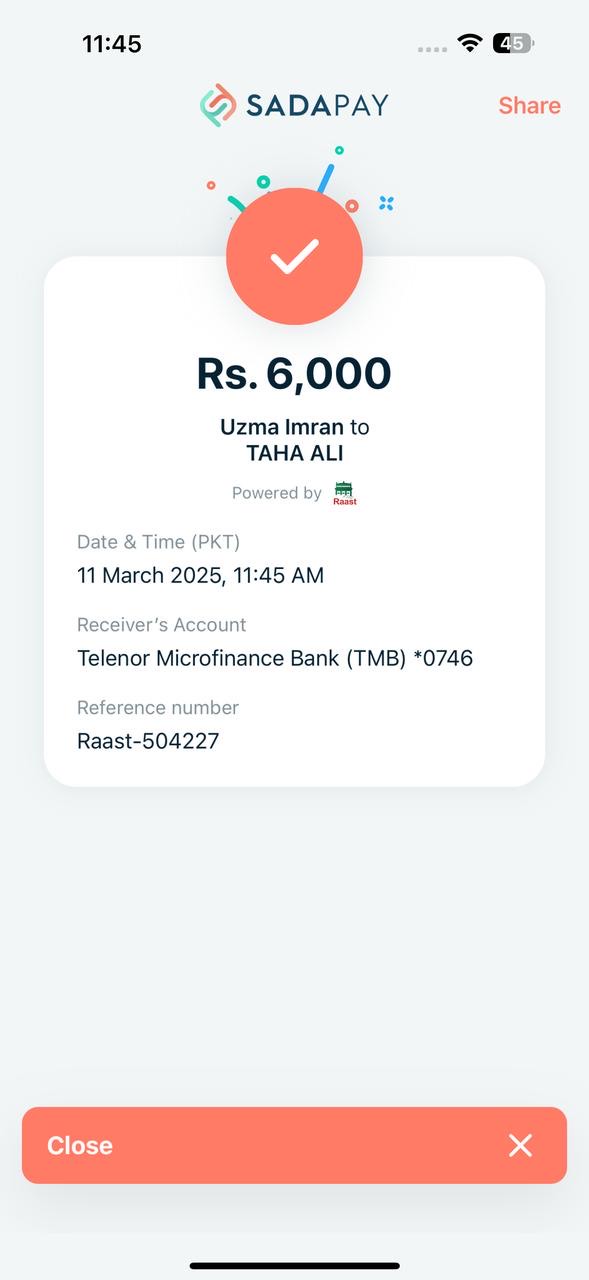 11:45
45
SADAPAY
Share
Rs. 6,000
Uzma Imran to
TAHA ALI
Powered by Raast
Date & Time (PKT)
11 March 2025, 11:45 AM
Receiver's Account
Telenor Microfinance Bank (TMB) *0746
Reference number
Raast-504227
Close